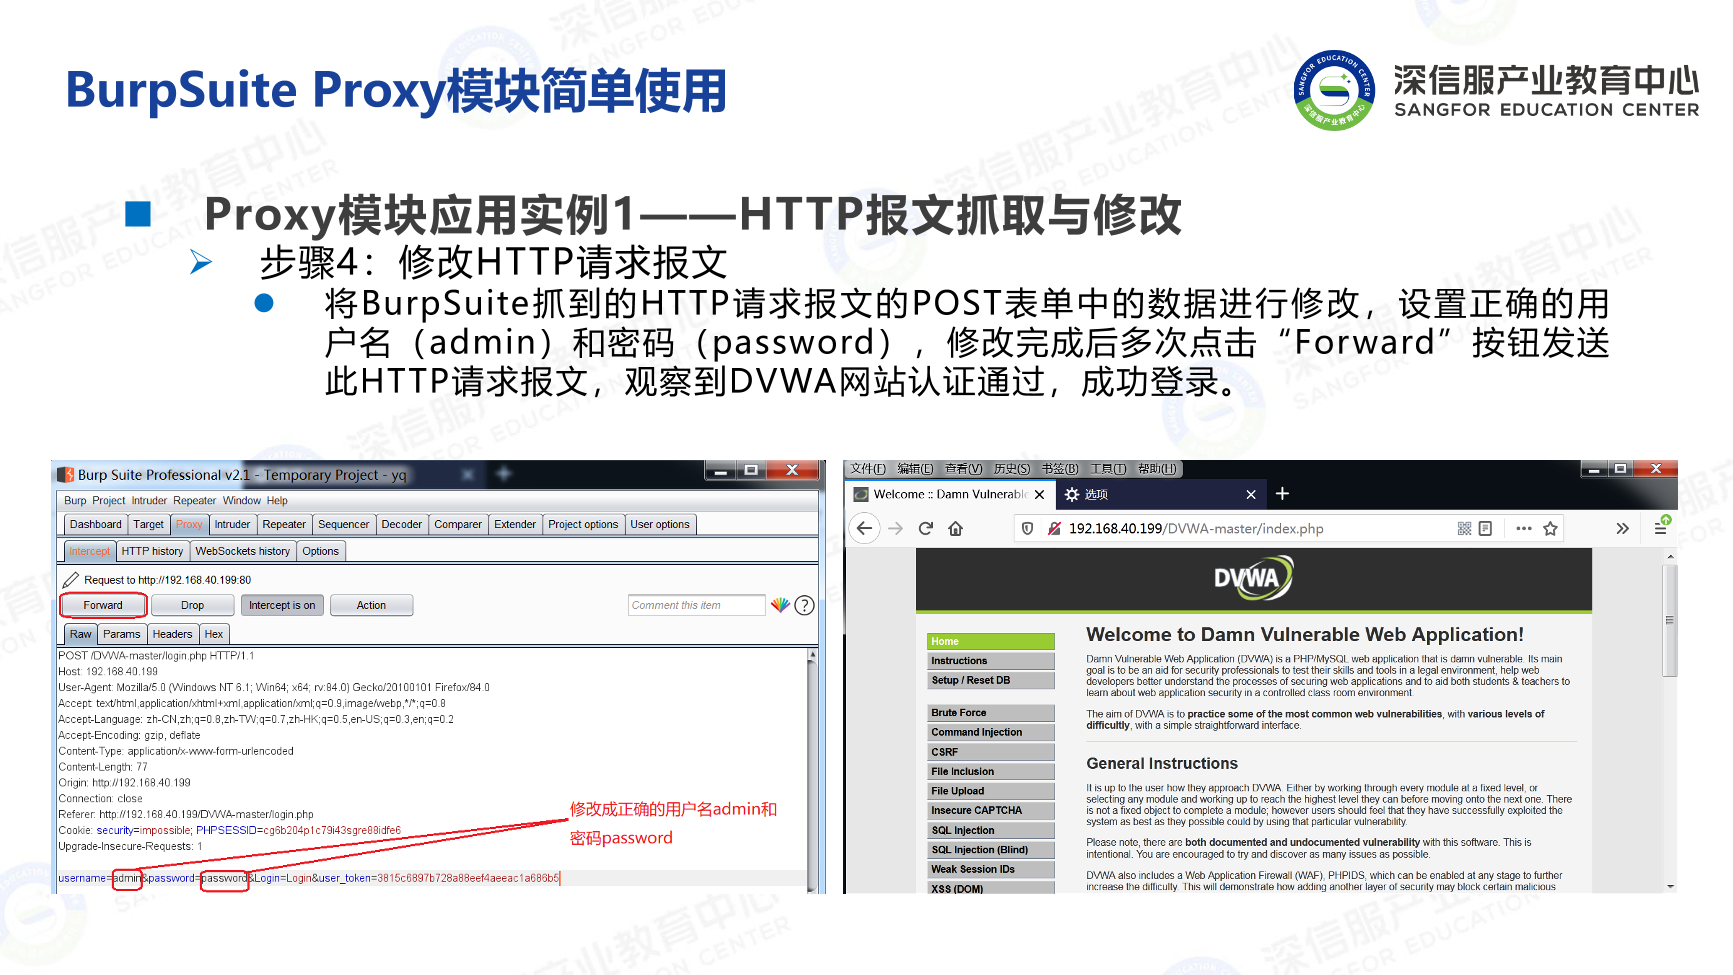 BurpSuite Proxy模块简单使用
深信服产业教育中心
SANGFOR EDUCATION CENTER
Proxy模块应用实例1——HTTP报文抓取与修改
步骤4：修改HTTP请求报文
将BurpSuite抓到的HTTP请求报文的POST表单中的数据进行修改，设置正确的用
户名（admin）和密码（password），修改完成后多次点击“Forward”按钮发送
此HTTP请求报文，观察到DVWA网站认证通过，成功登录。
Burp Suite Professional v2.1 - Temporary Project - yq
Burp Project Intruder Repeater Window Help
Dashboard Target Proxy Intruder Repeater Sequencer Decoder Comparer Extender Project options User options
Intercept HTTP history WebSockets history Options
Request to http://192.168.40.199:80
Forward Drop Intercept is on Action Comment this item
Raw Params Headers Hex
POST /DVWA-master/login.php HTTP/1.1
Host: 192.168.40.199
User-Agent: Mozilla/5.0 (Windows NT 6.1; Win64; x64; rv:84.0) Gecko/20100101 Firefox/84.0
Accept: text/html,application/xhtml+xml,application/xml;q=0.9,image/webp,*/*;q=0.8
Accept-Language: zh-CN,zh;q=0.8,zh-TW;q=0.7,zh-HK;q=0.5,en-US;q=0.3,en;q=0.2
Accept-Encoding: gzip, deflate
Content-Type: application/x-www-form-urlencoded
Content-Length: 77
Origin: http://192.168.40.199
Connection: close
Referer: http://192.168.40.199/DVWA-master/login.php
Cookie: security=impossible; PHPSESSID=cg6b204p1c79i43sgre88idfe6
Upgrade-Insecure-Requests: 1
username=admin&password=password&Login=Login&user_token=3815c6897b728a88eef4aeeac1a686b5
修改成正确的用户名admin和
密码password
文件(F) 编辑(E) 查看(V) 历史(S) 书签(B) 工具(T) 帮助(H)
Welcome :: Damn Vulnerable 选项
192.168.40.199/DVWA-master/index.php
DVWA
Home
Instructions
Setup / Reset DB
Brute Force
Command Injection
CSRF
File Inclusion
File Upload
Insecure CAPTCHA
SQL Injection
SQL Injection (Blind)
Weak Session IDs
XSS (DOM)
Welcome to Damn Vulnerable Web Application!
Damn Vulnerable Web Application (DVWA) is a PHP/MySQL web application that is damn vulnerable. Its main
goal is to be an aid for security professionals to test their skills and tools in a legal environment, help web
developers better understand the processes of securing web applications and to aid both students & teachers to
learn about web application security in a controlled class room environment.
The aim of DVWA is to practice some of the most common web vulnerabilities, with various levels of
difficultly, with a simple straightforward interface.
General Instructions
It is up to the user how they approach DVWA. Either by working through every module at a fixed level, or
selecting any module and working up to reach the highest level they can before moving onto the next one. There
is not a fixed object to complete a module; however users should feel that they have successfully exploited the
system as best as they possible could by using that particular vulnerability.
Please note, there are both documented and undocumented vulnerability with this software. This is
intentional. You are encouraged to try and discover as many issues as possible.
DVWA also includes a Web Application Firewall (WAF), PHPIDS, which can be enabled at any stage to further
increase the difficulty. This will demonstrate how adding another layer of security may block certain malicious